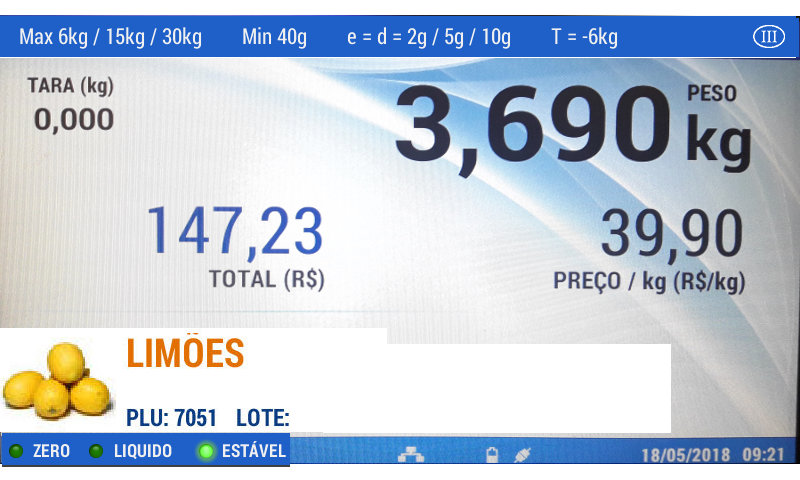 Max 6kg / 15kg / 30kg Min 40g e = d = 2g / 5g / 10g T = -6kg III
TARA (kg)
0,000
3,690 kg
PESO
147,23
TOTAL (R$)
39,90
PREÇO / kg (R$/kg)
LIMÕES
PLU: 7051 LOTE:
ZERO LIQUIDO ESTÁVEL
18/05/2018 09:21